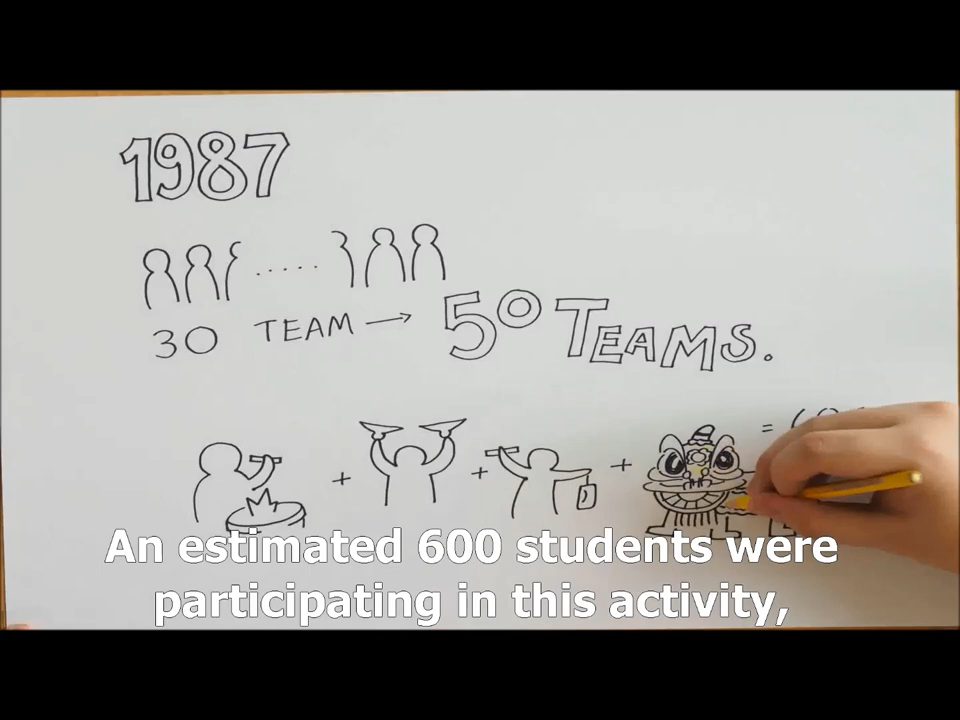 1987
30 TEAM → 50 TEAMS.
+ + + =
An estimated 600 students were
participating in this activity,